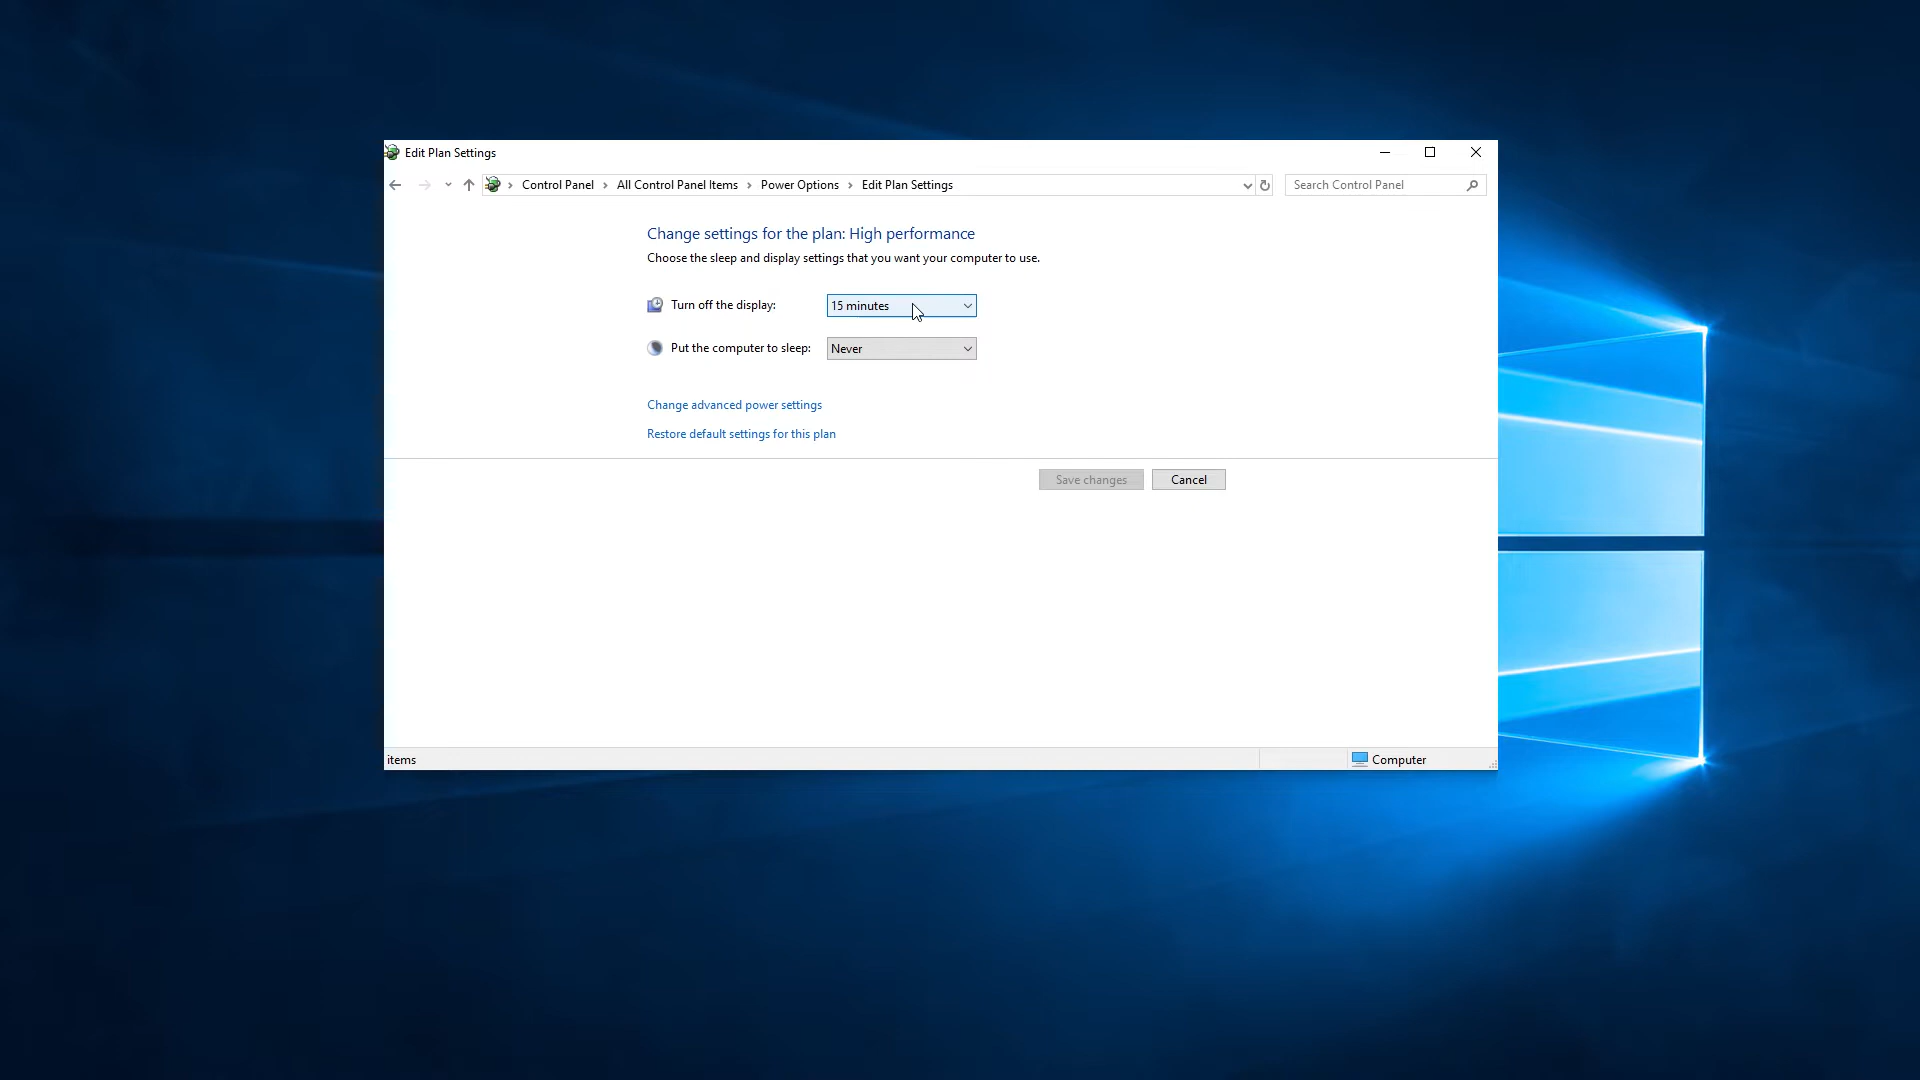 Edit Plan Settings
Control Panel › All Control Panel Items › Power Options › Edit Plan Settings
Search Control Panel
Change settings for the plan: High performance
Choose the sleep and display settings that you want your computer to use.
Turn off the display: 15 minutes
Put the computer to sleep: Never
Change advanced power settings
Restore default settings for this plan
Save changes Cancel
items Computer